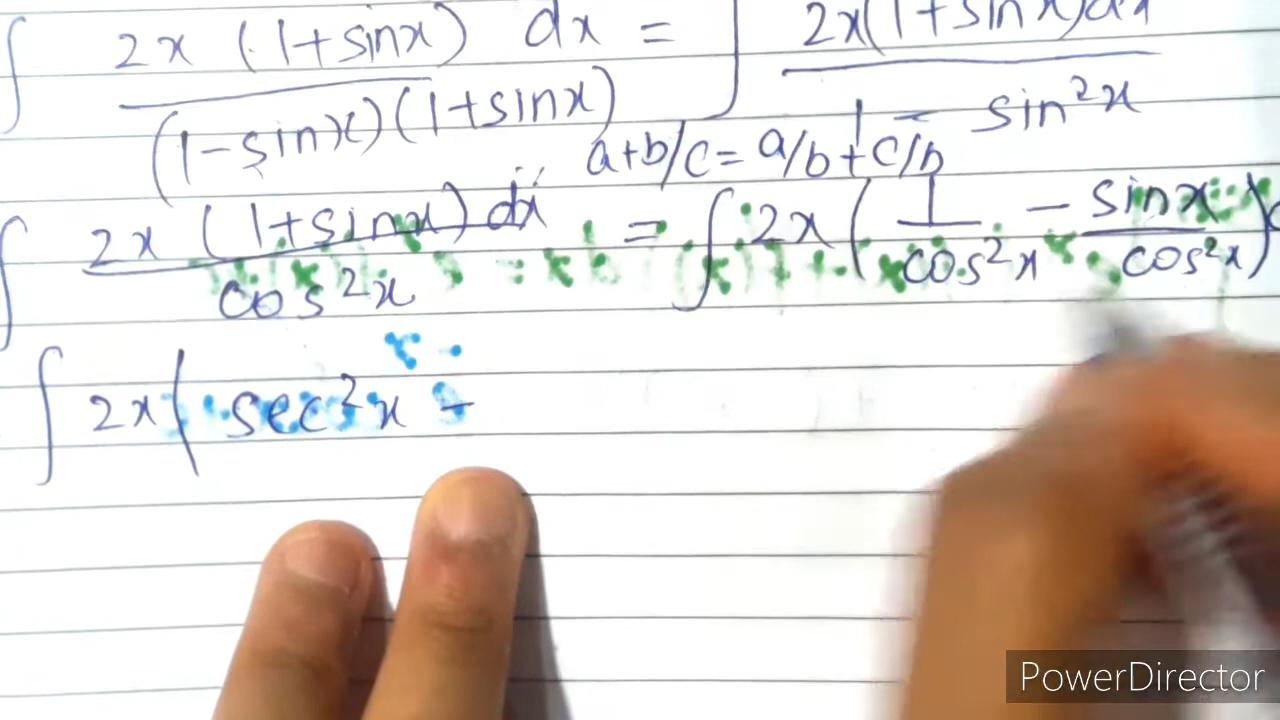 ∫ 2x (1+sinx) / (1-sinx)(1+sinx) dx = ∫ 2x(1+sinx)dx / 1 - sin²x
∵ a+b/c = a/b + c/b
∫ 2x (1+sinx) dx / cos²x = ∫ 2x ( 1/cos²x - sinx/cos²x )
∫ 2x ( sec²x -
PowerDirector